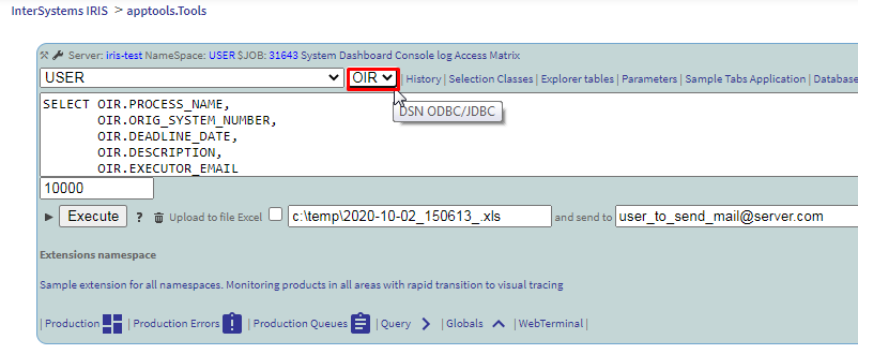 InterSystems IRIS > apptools.Tools
Server: iris-test NameSpace: USER $JOB: 31643 System Dashboard Console log Access Matrix
USER OIR | History | Selection Classes | Explorer tables | Parameters | Sample Tabs Application | Database
DSN ODBC/JDBC
SELECT OIR.PROCESS_NAME,
OIR.ORIG_SYSTEM_NUMBER,
OIR.DEADLINE_DATE,
OIR.DESCRIPTION,
OIR.EXECUTOR_EMAIL
10000
Execute ? Upload to file Excel c:\temp\2020-10-02_150613_.xls and send to user_to_send_mail@server.com
Extensions namespace
Sample extension for all namespaces. Monitoring products in all areas with rapid transition to visual tracing
| Production | Production Errors | Production Queues | Query | Globals | WebTerminal |